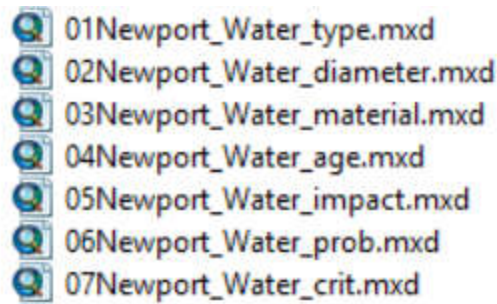 01Newport_Water_type.mxd
02Newport_Water_diameter.mxd
03Newport_Water_material.mxd
04Newport_Water_age.mxd
05Newport_Water_impact.mxd
06Newport_Water_prob.mxd
07Newport_Water_crit.mxd